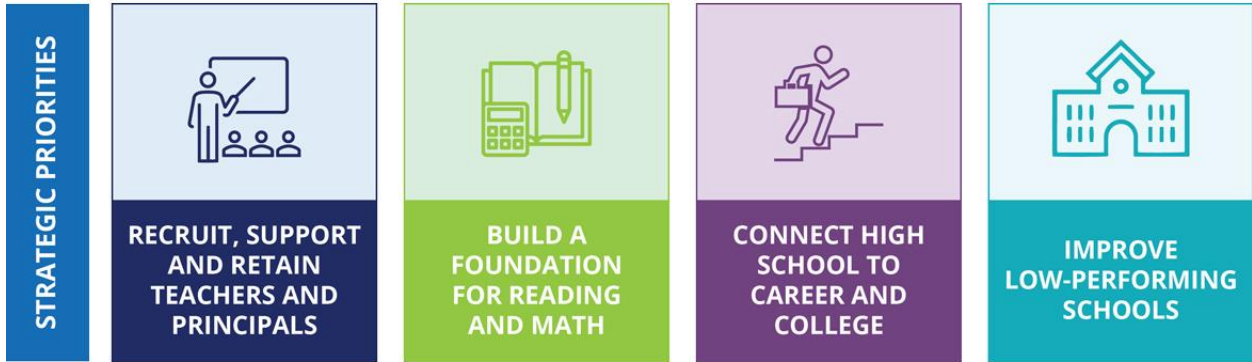 STRATEGIC PRIORITIES
RECRUIT, SUPPORT
AND RETAIN
TEACHERS AND
PRINCIPALS
BUILD A
FOUNDATION
FOR READING
AND MATH
CONNECT HIGH
SCHOOL TO
CAREER AND
COLLEGE
IMPROVE
LOW-PERFORMING
SCHOOLS